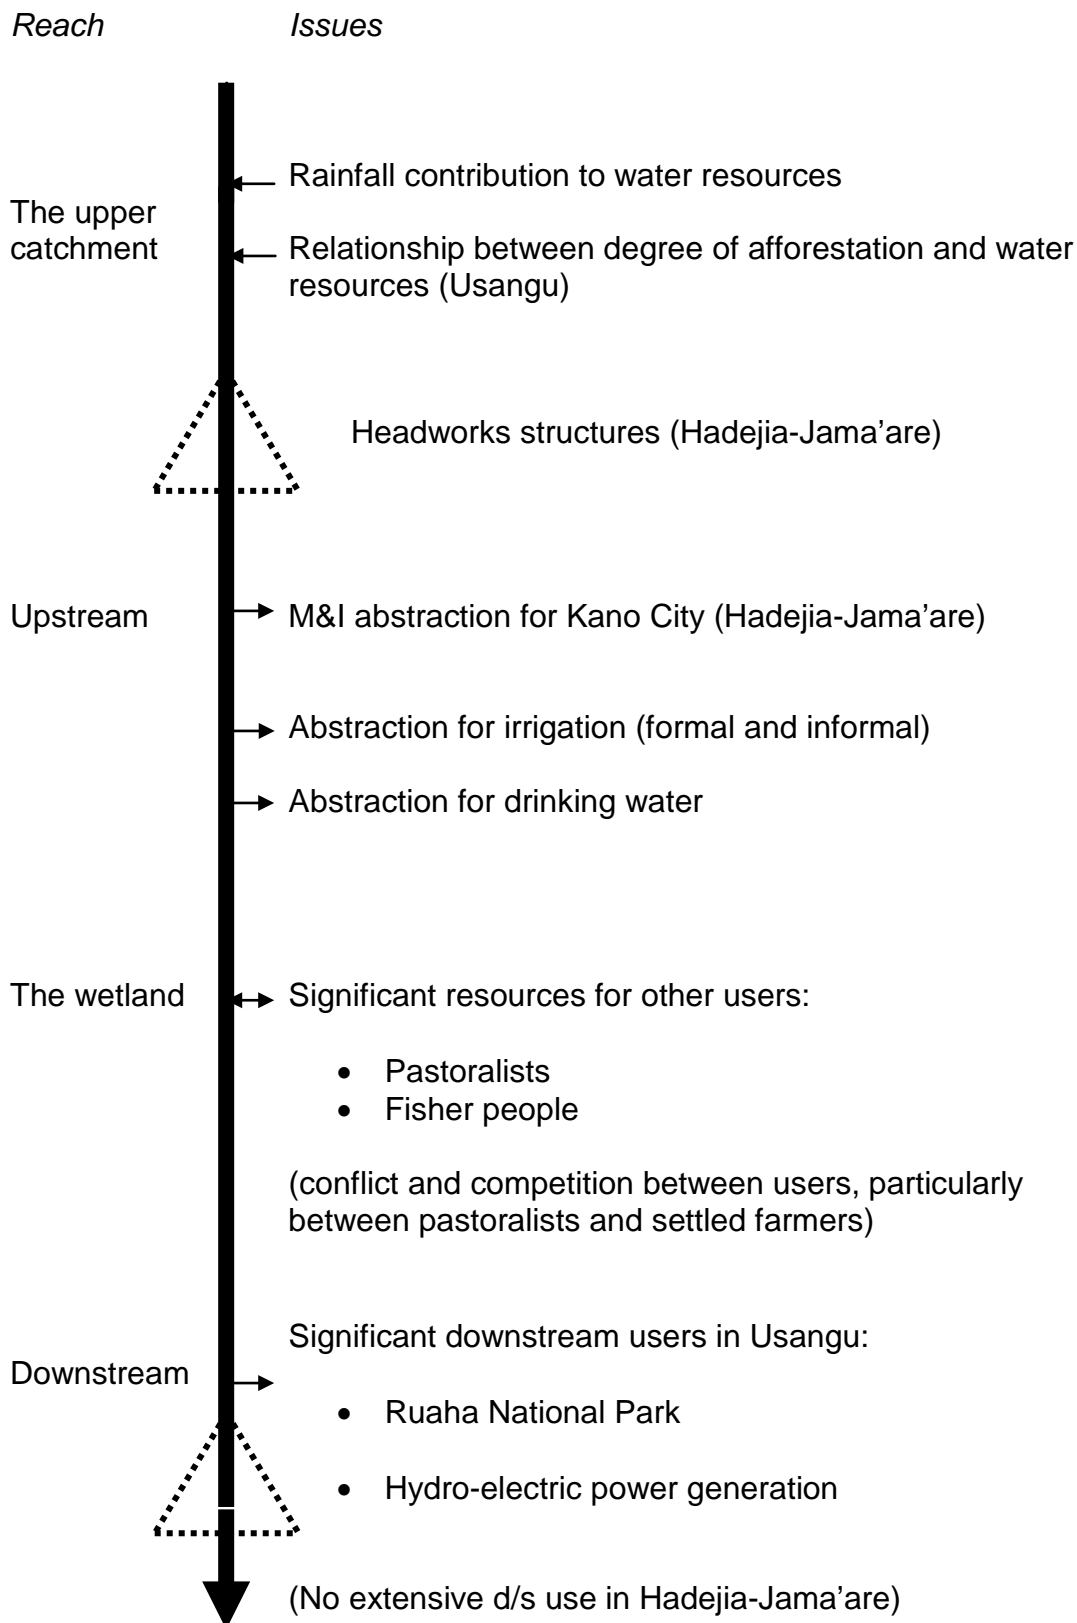 Reach Issues
Rainfall contribution to water resources
The upper
catchment
Relationship between degree of afforestation and water
resources (Usangu)
Headworks structures (Hadejia-Jama’are)
Upstream
M&I abstraction for Kano City (Hadejia-Jama’are)
Abstraction for irrigation (formal and informal)
Abstraction for drinking water
The wetland
Significant resources for other users:
• Pastoralists
• Fisher people
(conflict and competition between users, particularly
between pastoralists and settled farmers)
Significant downstream users in Usangu:
Downstream
• Ruaha National Park
• Hydro-electric power generation
(No extensive d/s use in Hadejia-Jama’are)